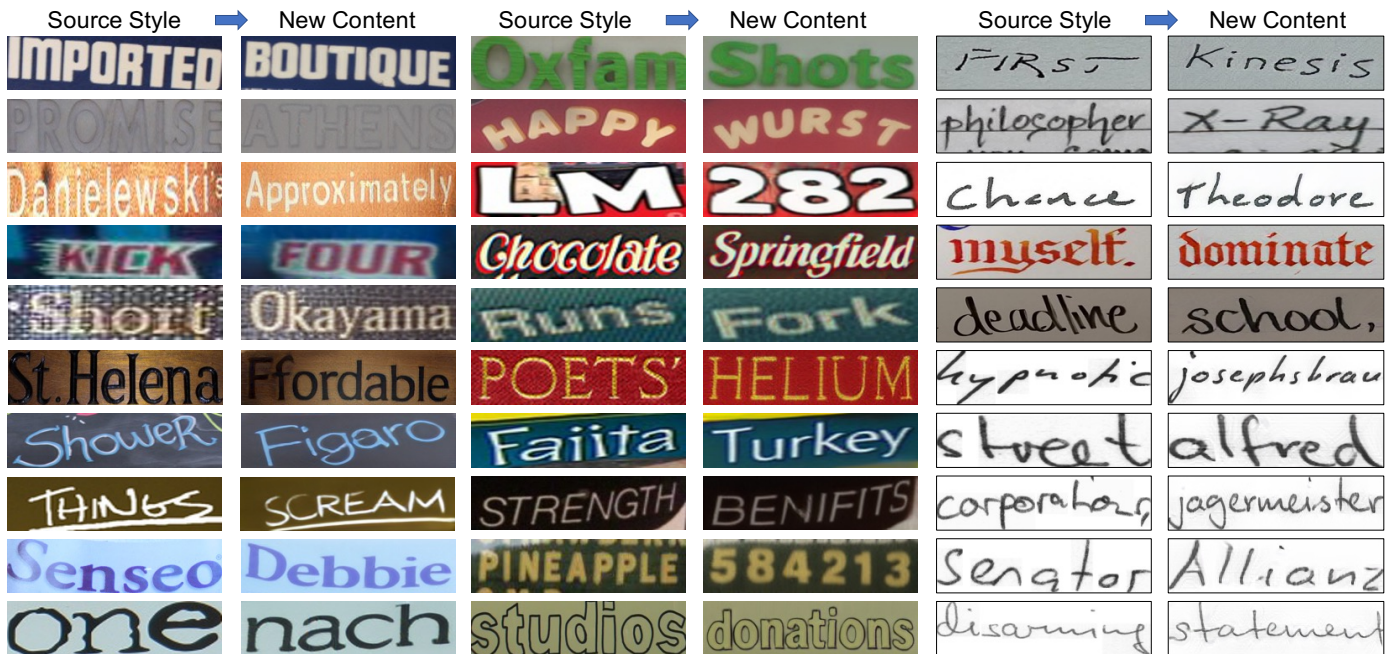 Source Style New Content Source Style New Content Source Style New Content
IMPORTED BOUTIQUE Oxfam Shots FIRST Kinesis
PROMISE ATHENS HAPPY WURST philosopher X-Ray
Danielewski's Approximately LM 282 Chance Theodore
KICK FOUR Chocolate Springfield myself. dominate
Short Okayama Runs Fork deadline school,
St. Helena Ffordable POETS' HELIUM hypnotic josephsbrau
Shower Figaro Fajita Turkey street alfred
THINGS SCREAM STRENGTH BENIFITS corporation, jagermeister
Senseo Debbie PINEAPPLE 584213 Senator Allianz
one nach studios donations disarming statement